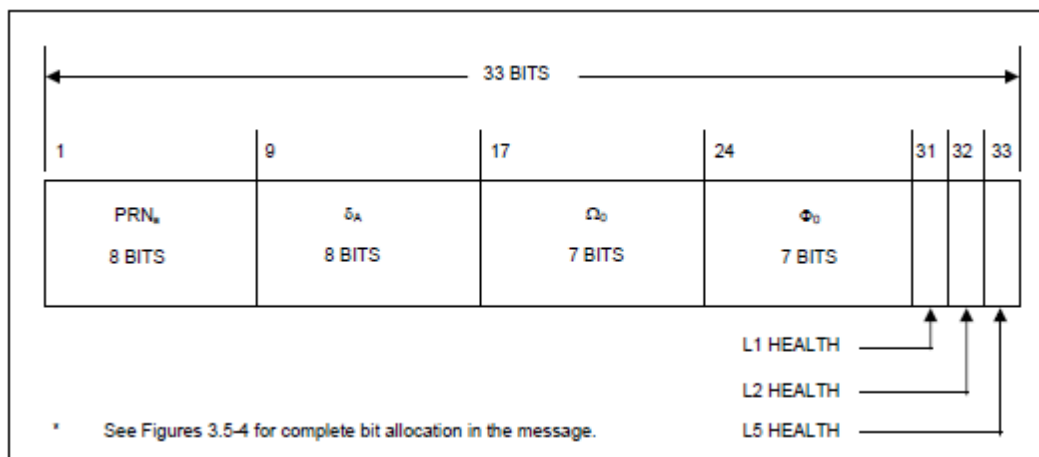 33 BITS
1 9 17 24 31 32 33
PRNₐ δA Ω₀ Φ₀
8 BITS 8 BITS 7 BITS 7 BITS
L1 HEALTH
L2 HEALTH
* See Figures 3.5-4 for complete bit allocation in the message. L5 HEALTH